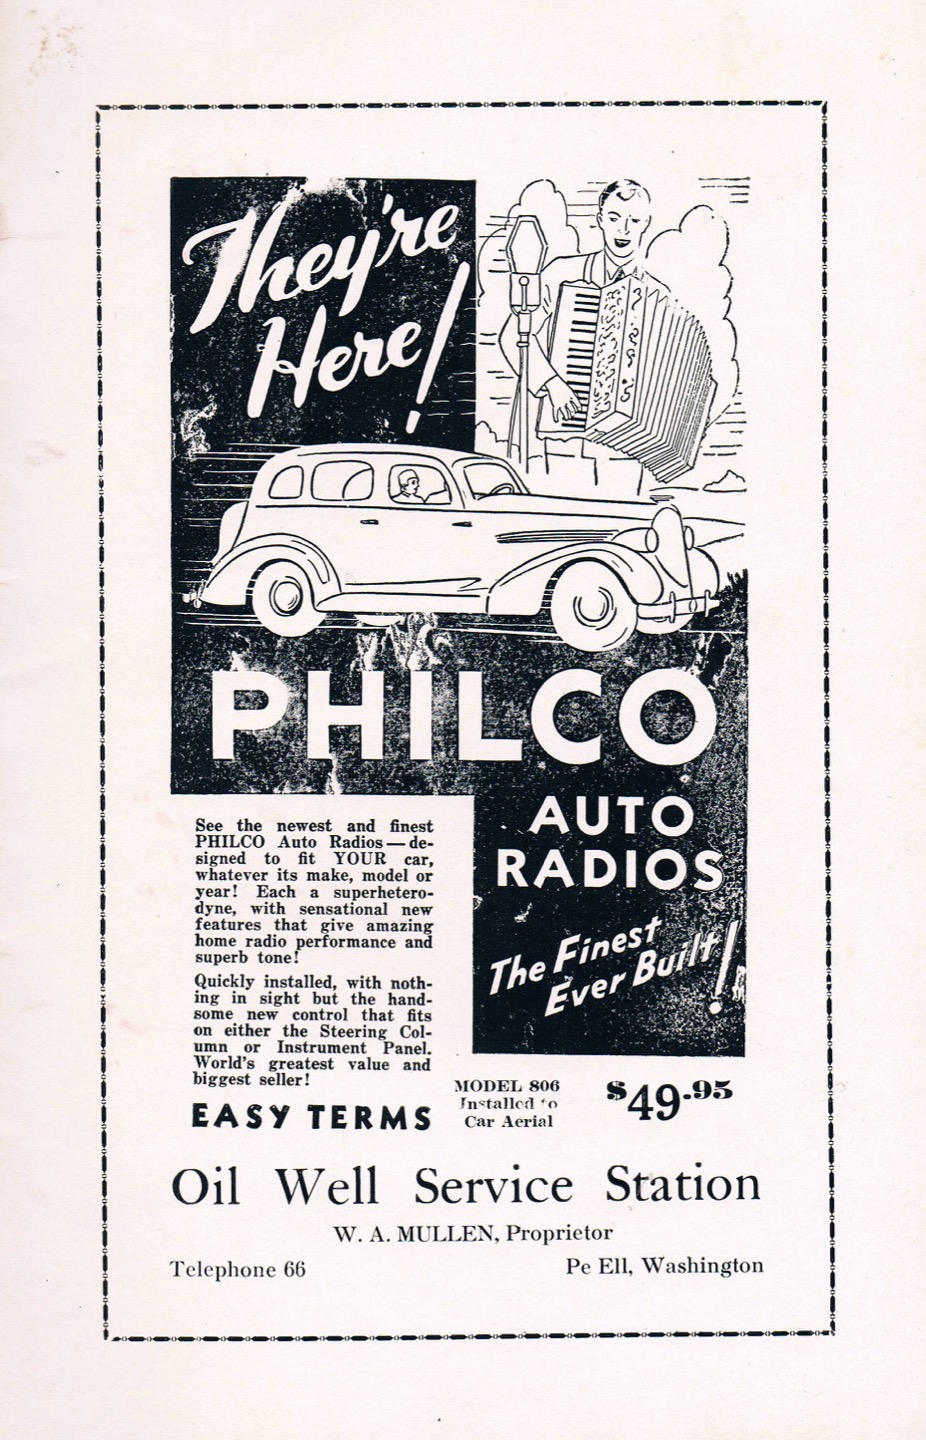 They're
Here!
PHILCO
AUTO
RADIOS
The Finest
Ever Built!
See the newest and finest
PHILCO Auto Radios—de-
signed to fit YOUR car,
whatever its make, model or
year! Each a superhetero-
dyne, with sensational new
features that give amazing
home radio performance and
superb tone!
Quickly installed, with noth-
ing in sight but the hand-
some new control that fits
on either the Steering Col-
umn or Instrument Panel.
World's greatest value and
biggest seller!
EASY TERMS
MODEL 806
Installed to
Car Aerial
$49.95
Oil Well Service Station
W. A. MULLEN, Proprietor
Telephone 66
Pe Ell, Washington